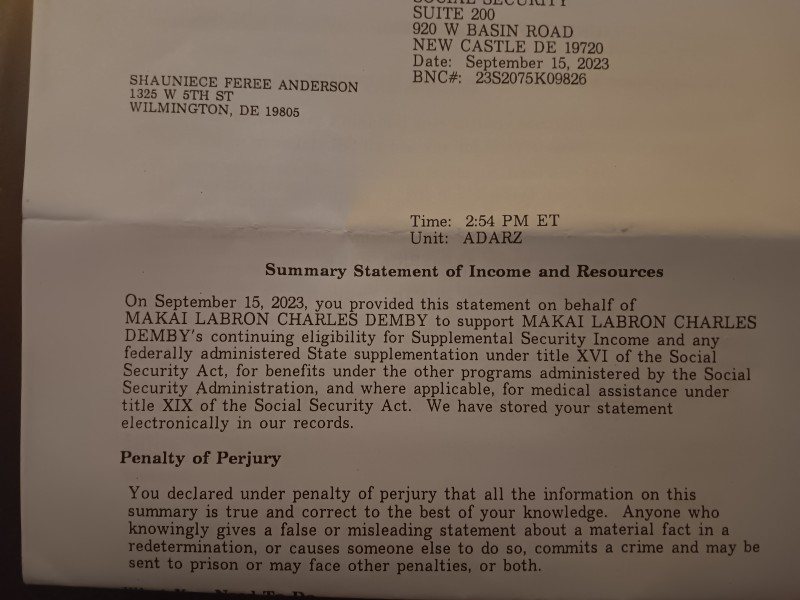 SOCIAL SECURITY
SUITE 200
920 W BASIN ROAD
NEW CASTLE DE 19720
Date: September 15, 2023
BNC#: 23S2075K09826
SHAUNIECE FEREE ANDERSON
1325 W 5TH ST
WILMINGTON, DE 19805
Time: 2:54 PM ET
Unit: ADARZ
Summary Statement of Income and Resources
On September 15, 2023, you provided this statement on behalf of
MAKAI LABRON CHARLES DEMBY to support MAKAI LABRON CHARLES
DEMBY's continuing eligibility for Supplemental Security Income and any
federally administered State supplementation under title XVI of the Social
Security Act, for benefits under the other programs administered by the Social
Security Administration, and where applicable, for medical assistance under
title XIX of the Social Security Act. We have stored your statement
electronically in our records.
Penalty of Perjury
You declared under penalty of perjury that all the information on this
summary is true and correct to the best of your knowledge. Anyone who
knowingly gives a false or misleading statement about a material fact in a
redetermination, or causes someone else to do so, commits a crime and may be
sent to prison or may face other penalties, or both.